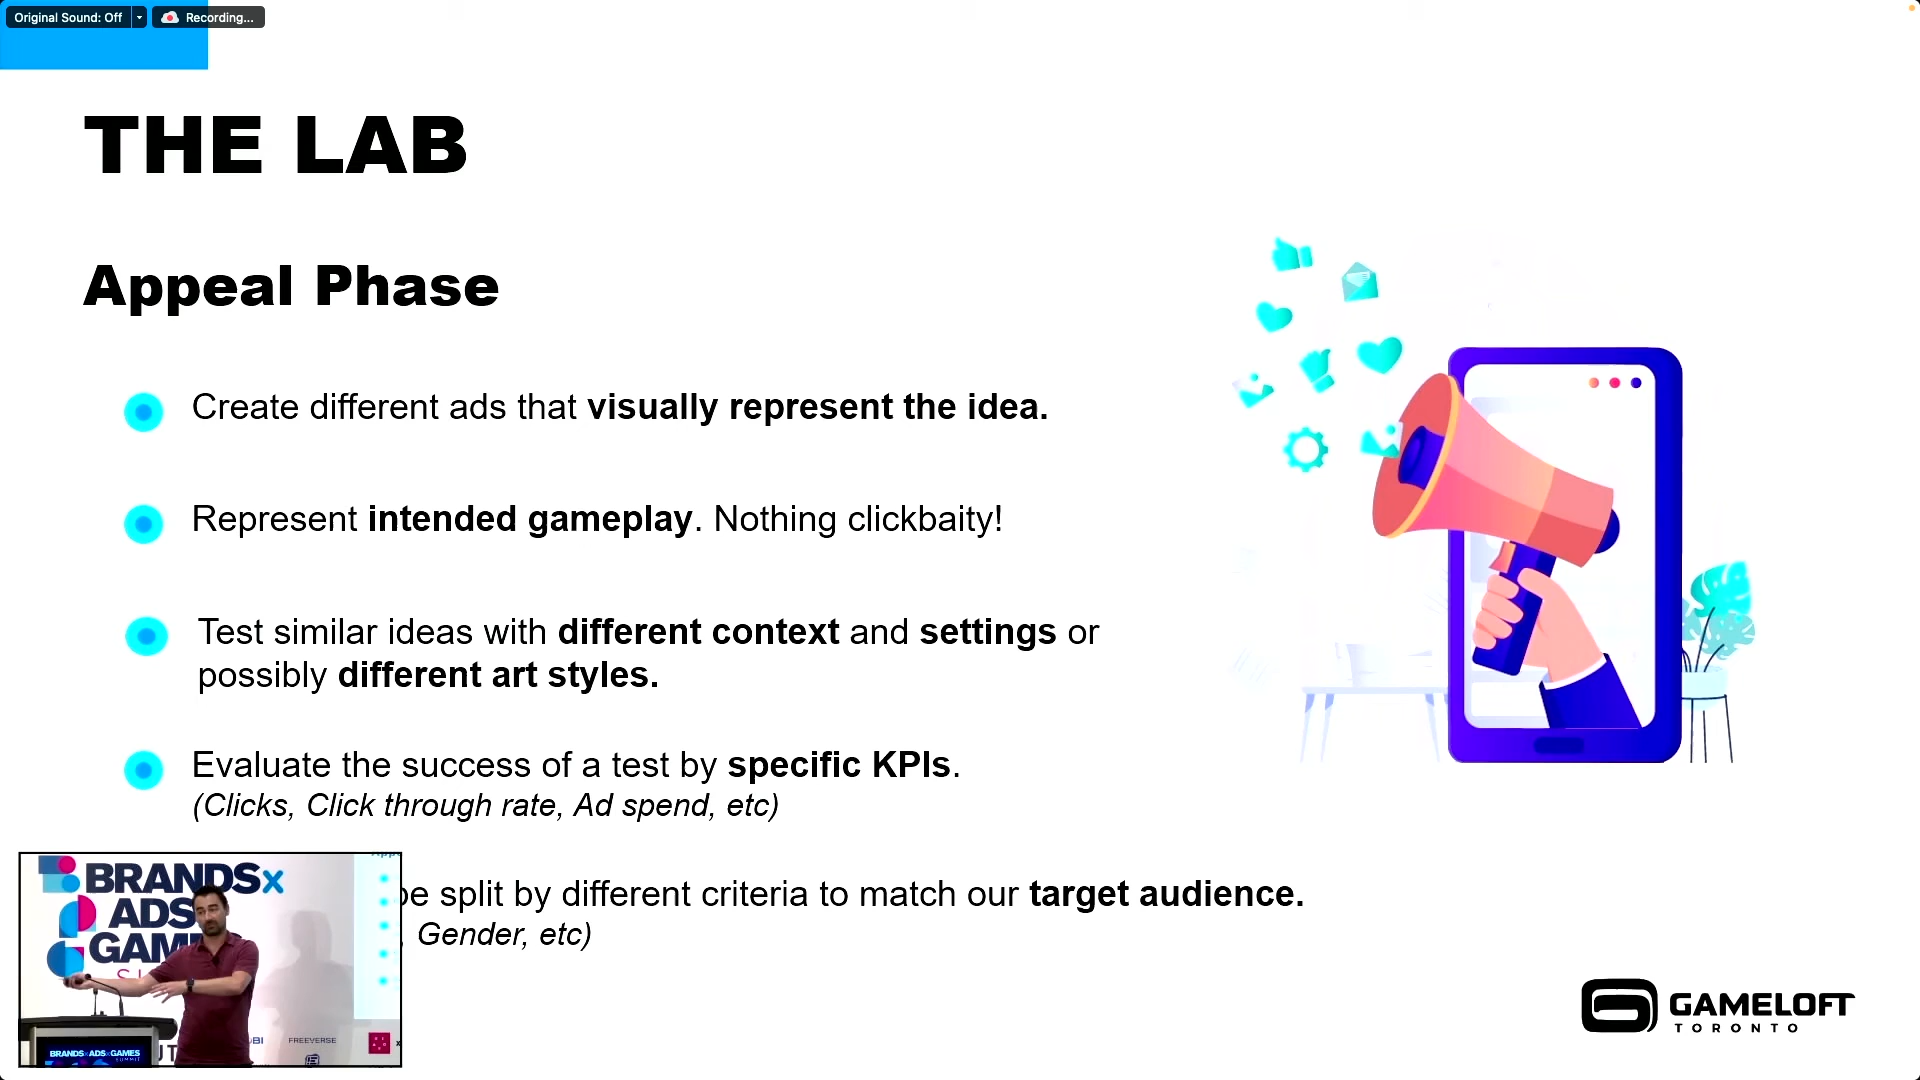 Original Sound: Off
Recording...
THE LAB
Appeal Phase
Create different ads that visually represent the idea.
Represent intended gameplay. Nothing clickbaity!
Test similar ideas with different context and settings or
possibly different art styles.
Evaluate the success of a test by specific KPIs.
(Clicks, Click through rate, Ad spend, etc)
be split by different criteria to match our target audience.
, Gender, etc)
BRANDSx
ADS
GAM
BRANDS x ADS x GAMES
SUMMIT
FREEVERSE
GAMELOFT
TORONTO